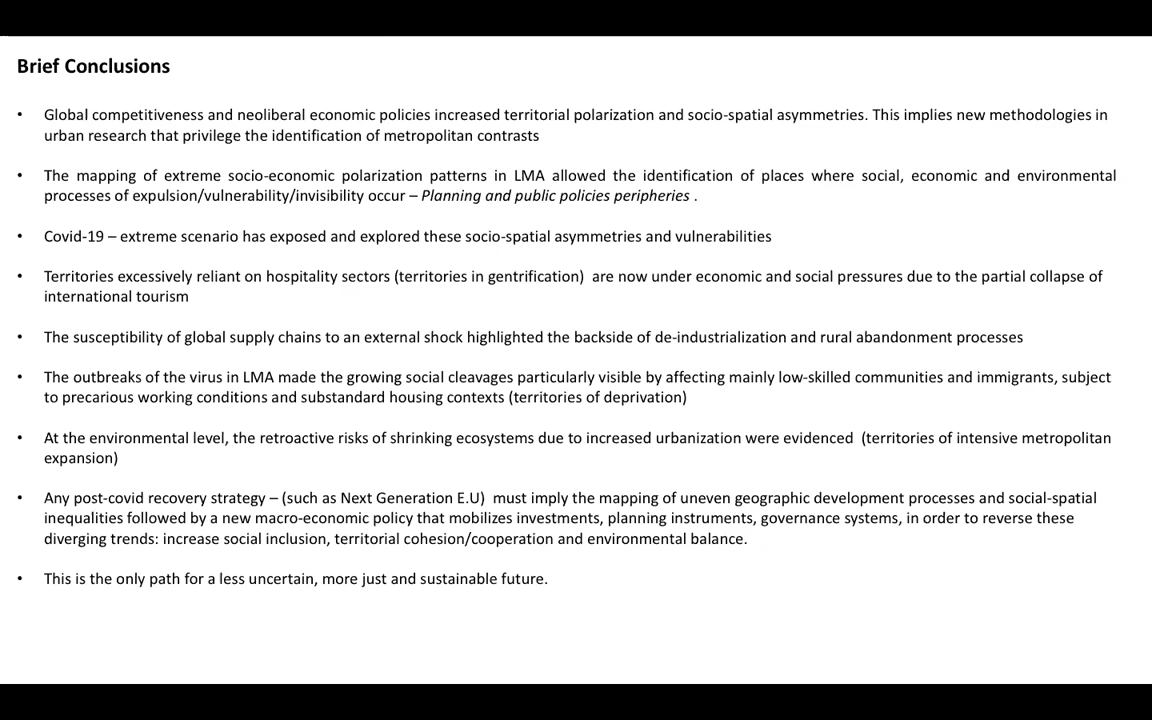 Brief Conclusions
• Global competitiveness and neoliberal economic policies increased territorial polarization and socio-spatial asymmetries. This implies new methodologies in
urban research that privilege the identification of metropolitan contrasts
• The mapping of extreme socio-economic polarization patterns in LMA allowed the identification of places where social, economic and environmental
processes of expulsion/vulnerability/invisibility occur – Planning and public policies peripheries .
• Covid-19 – extreme scenario has exposed and explored these socio-spatial asymmetries and vulnerabilities
• Territories excessively reliant on hospitality sectors (territories in gentrification)  are now under economic and social pressures due to the partial collapse of
international tourism
• The susceptibility of global supply chains to an external shock highlighted the backside of de-industrialization and rural abandonment processes
• The outbreaks of the virus in LMA made the growing social cleavages particularly visible by affecting mainly low-skilled communities and immigrants, subject
to precarious working conditions and substandard housing contexts (territories of deprivation)
• At the environmental level, the retroactive risks of shrinking ecosystems due to increased urbanization were evidenced  (territories of intensive metropolitan
expansion)
• Any post-covid recovery strategy – (such as Next Generation E.U)  must imply the mapping of uneven geographic development processes and social-spatial
inequalities followed by a new macro-economic policy that mobilizes investments, planning instruments, governance systems, in order to reverse these
diverging trends: increase social inclusion, territorial cohesion/cooperation and environmental balance.
• This is the only path for a less uncertain, more just and sustainable future.